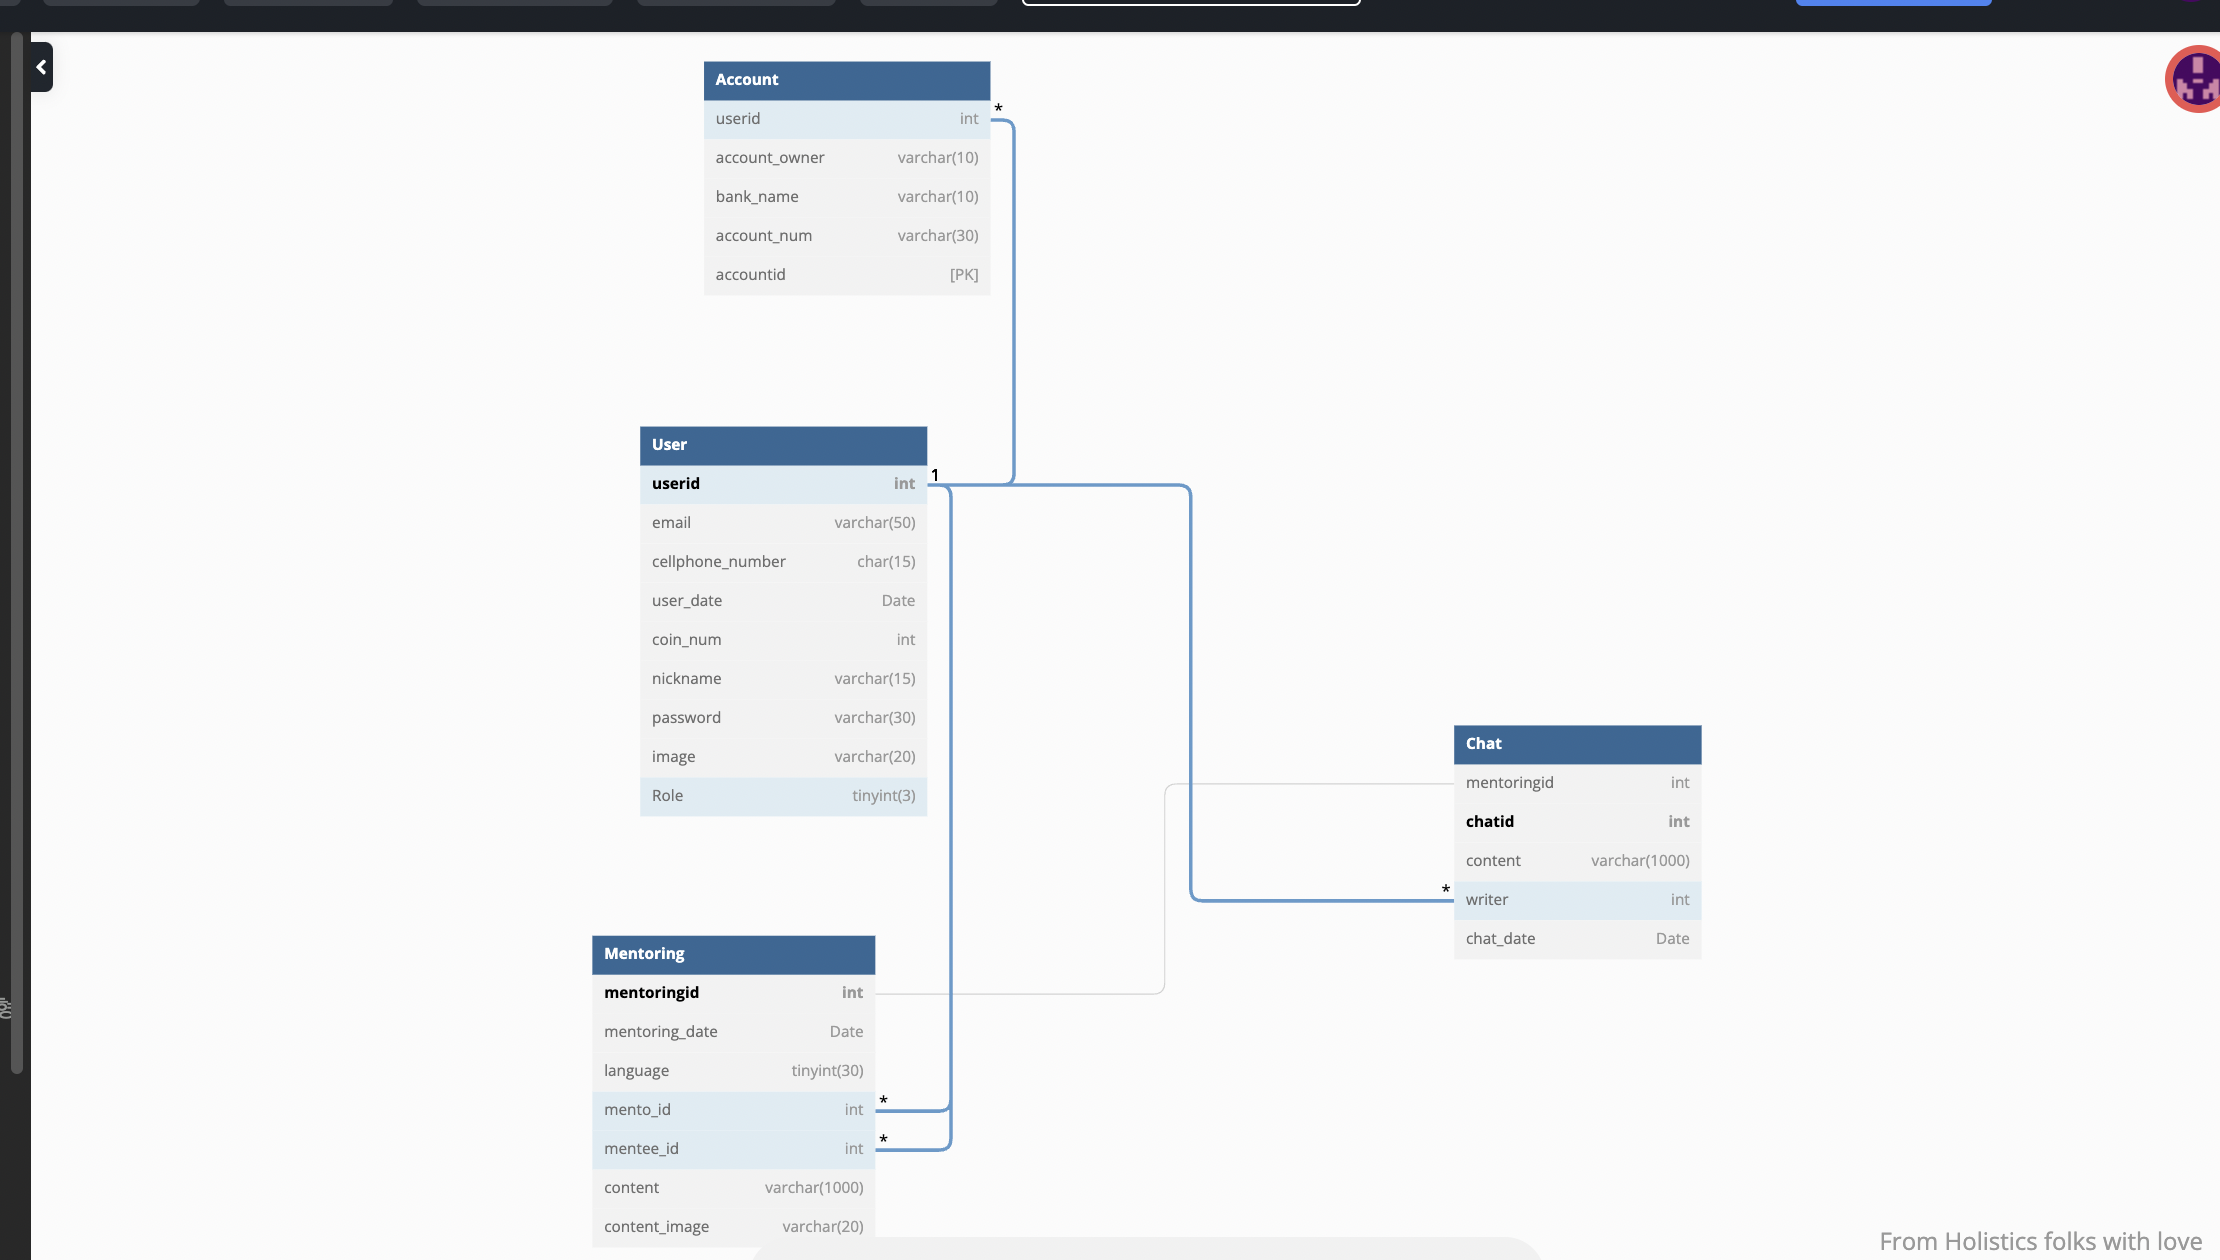 Account
*
userid int
account_owner varchar(10)
bank_name varchar(10)
account_num varchar(30)
accountid [PK]
User
1
userid int
email varchar(50)
cellphone_number char(15)
user_date Date
coin_num int
nickname varchar(15)
password varchar(30)
image varchar(20)
Role tinyint(3)
Chat
mentoringid int
chatid int
content varchar(1000)
*
writer int
chat_date Date
Mentoring
mentoringid int
mentoring_date Date
language tinyint(30)
*
mento_id int
*
mentee_id int
content varchar(1000)
content_image varchar(20)
From Holistics folks with love